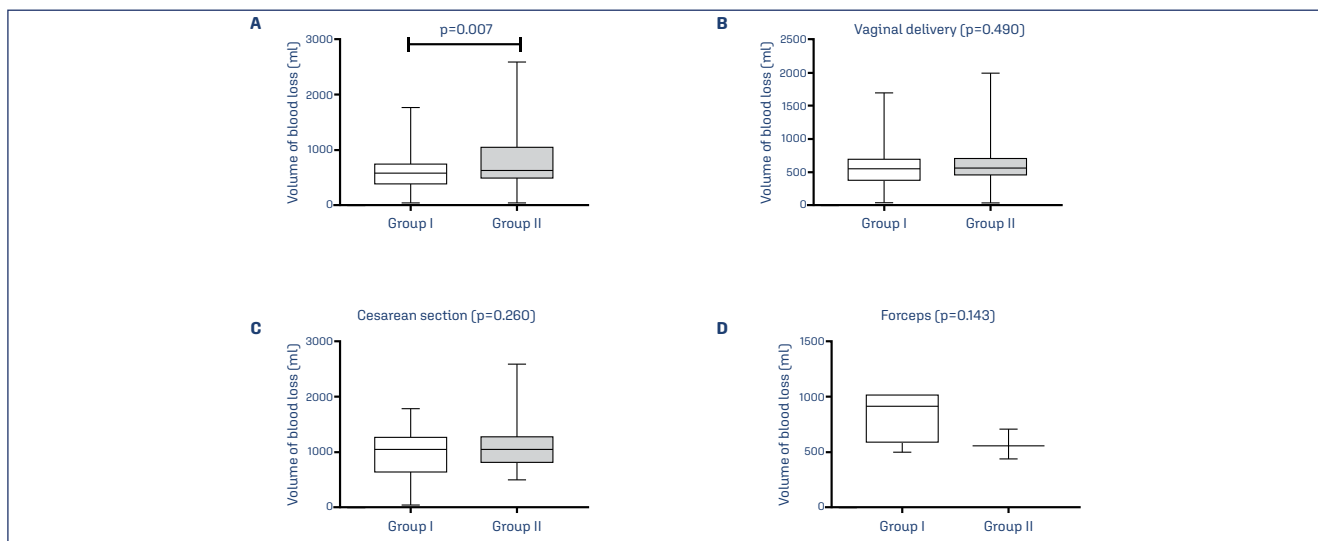 A
p=0.007
Volume of blood loss (ml)
3000
2000
1000
0
Group I Group II
B
Vaginal delivery (p=0.490)
Volume of blood loss (ml)
2500
2000
1500
1000
500
0
Group I Group II
C
Cesarean section (p=0.260)
Volume of blood loss (ml)
3000
2000
1000
0
Group I Group II
D
Forceps (p=0.143)
Volume of blood loss (ml)
1500
1000
500
0
Group I Group II